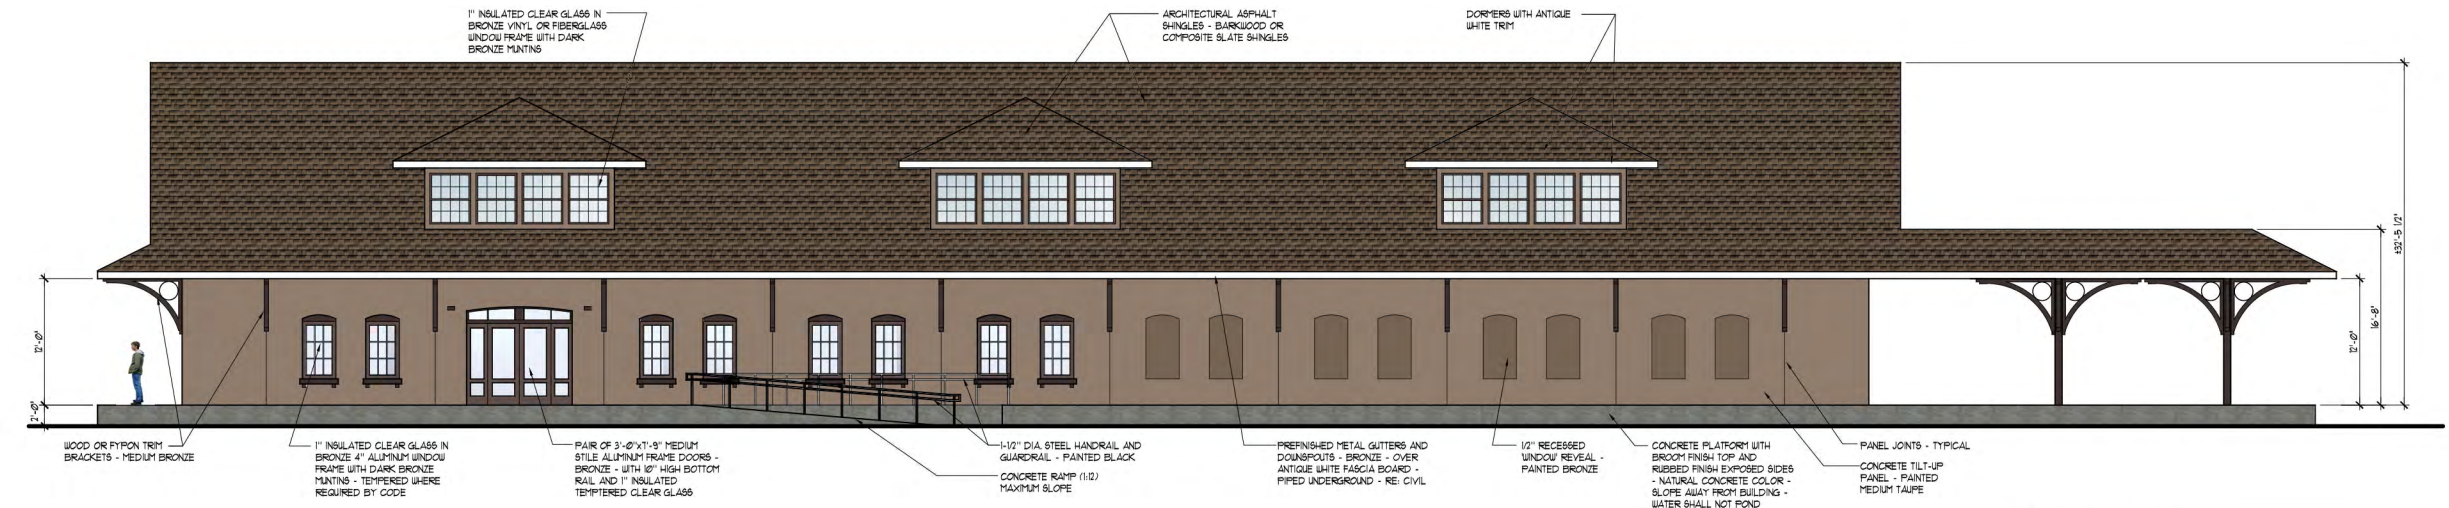 1" INSULATED CLEAR GLASS IN
BRONZE VINYL OR FIBERGLASS
WINDOW FRAME WITH DARK
BRONZE MUNTINS
ARCHITECTURAL ASPHALT
SHINGLES - BARKWOOD OR
COMPOSITE SLATE SHINGLES
DORMERS WITH ANTIQUE
WHITE TRIM
±32'-5 1/2"
16'-8"
12'-0"
12'-0"
2'-0"
WOOD OR FYPON TRIM
BRACKETS - MEDIUM BRONZE
1" INSULATED CLEAR GLASS IN
BRONZE 4" ALUMINUM WINDOW
FRAME WITH DARK BRONZE
MUNTINS - TEMPERED WHERE
REQUIRED BY CODE
PAIR OF 3'-0"x7'-9" MEDIUM
STILE ALUMINUM FRAME DOORS -
BRONZE - WITH 10" HIGH BOTTOM
RAIL AND 1" INSULATED
TEMPTERED CLEAR GLASS
1-1/2" DIA. STEEL HANDRAIL AND
GUARDRAIL - PAINTED BLACK
CONCRETE RAMP (1:12)
MAXIMUM SLOPE
PREFINISHED METAL GUTTERS AND
DOWNSPOUTS - BRONZE - OVER
ANTIQUE WHITE FASCIA BOARD -
PIPED UNDERGROUND - RE: CIVIL
1/2" RECESSED
WINDOW REVEAL -
PAINTED BRONZE
CONCRETE PLATFORM WITH
BROOM FINISH TOP AND
RUBBED FINISH EXPOSED SIDES
- NATURAL CONCRETE COLOR -
SLOPE AWAY FROM BUILDING -
WATER SHALL NOT POND
PANEL JOINTS - TYPICAL
CONCRETE TILT-UP
PANEL - PAINTED
MEDIUM TAUPE